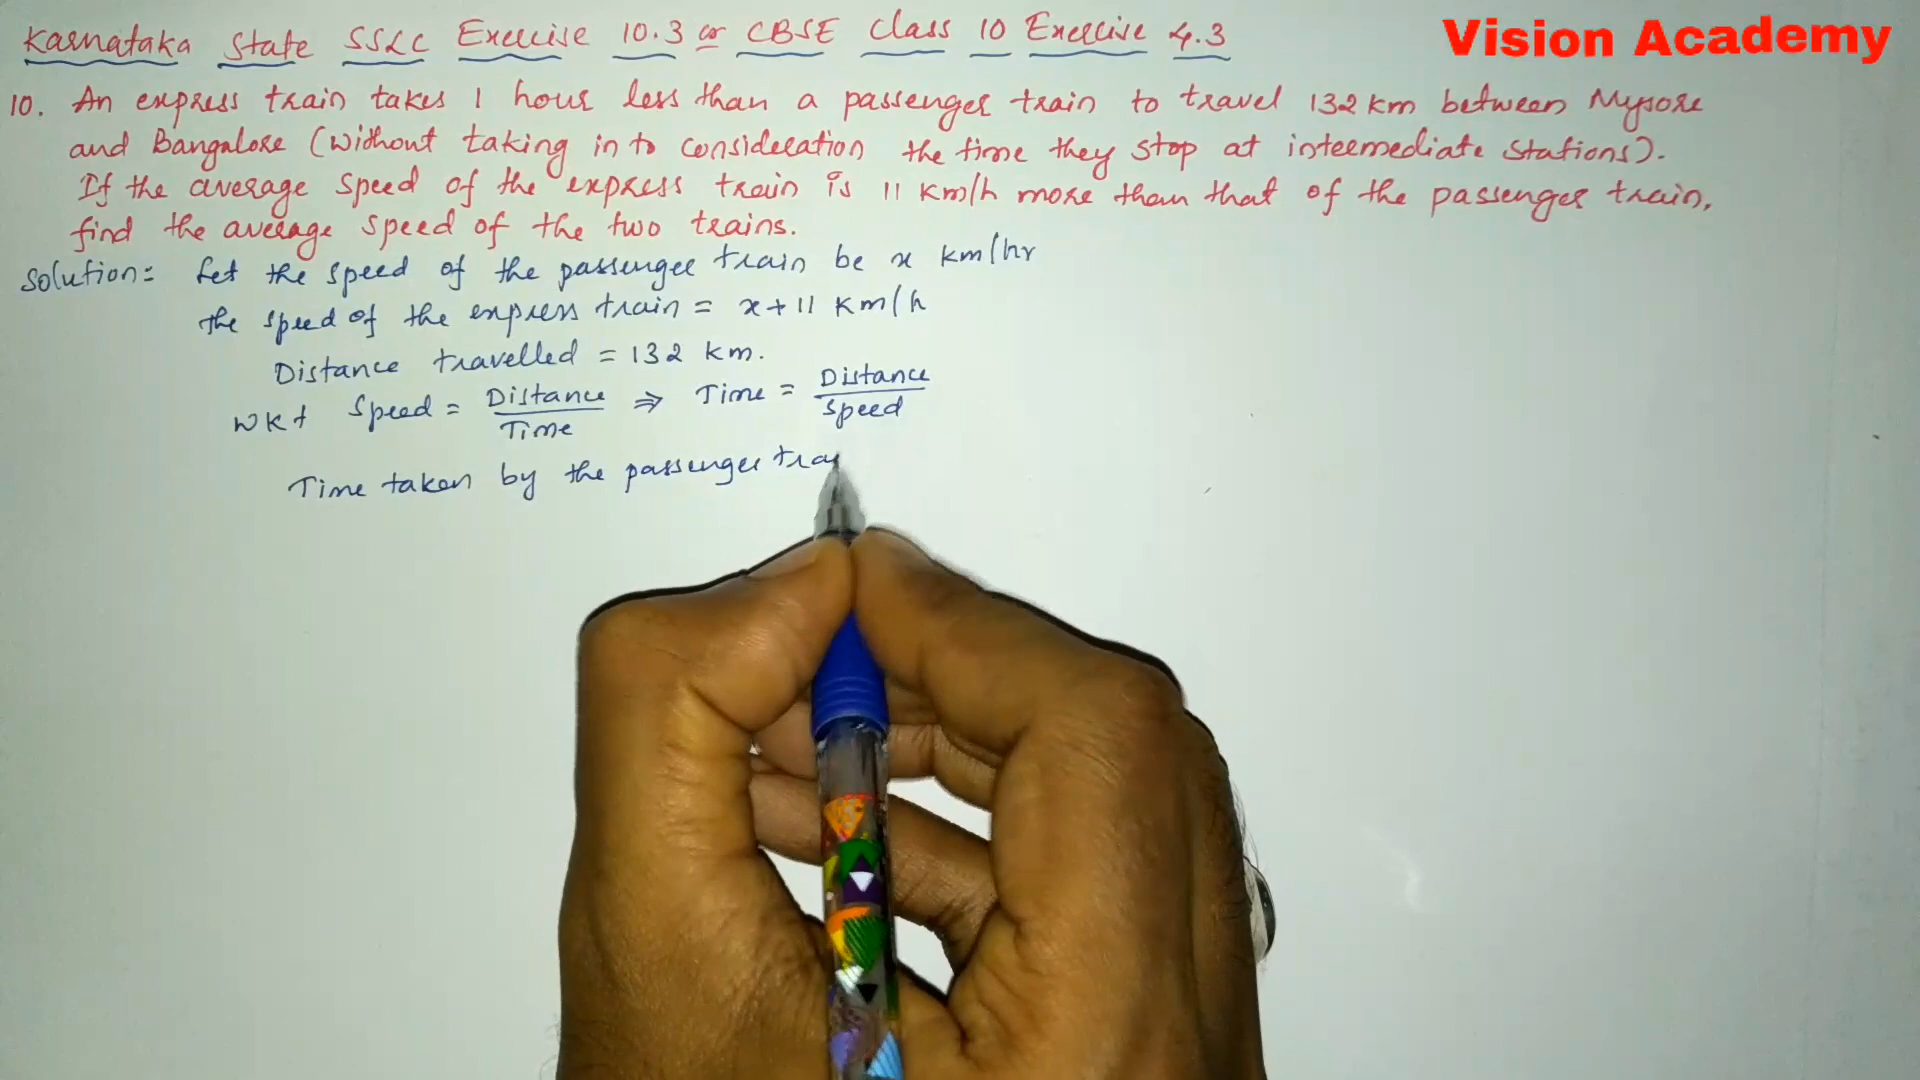 Karnataka State SSLC Exercise 10.3 or CBSE Class 10 Exercise 4.3
Vision Academy
10. An express train takes 1 hour less than a passenger train to travel 132 km between Mysore
and Bangalore (without taking in to consideration the time they stop at intermediate stations).
If the average speed of the express train is 11 km/h more than that of the passenger train,
find the average speed of the two trains.
Solution: Let the speed of the passenger train be x km/hr
The speed of the express train = x + 11 km/h
Distance travelled = 132 km.
WKT Speed = Distance/Time ⇒ Time = Distance/Speed
Time taken by the passenger tra